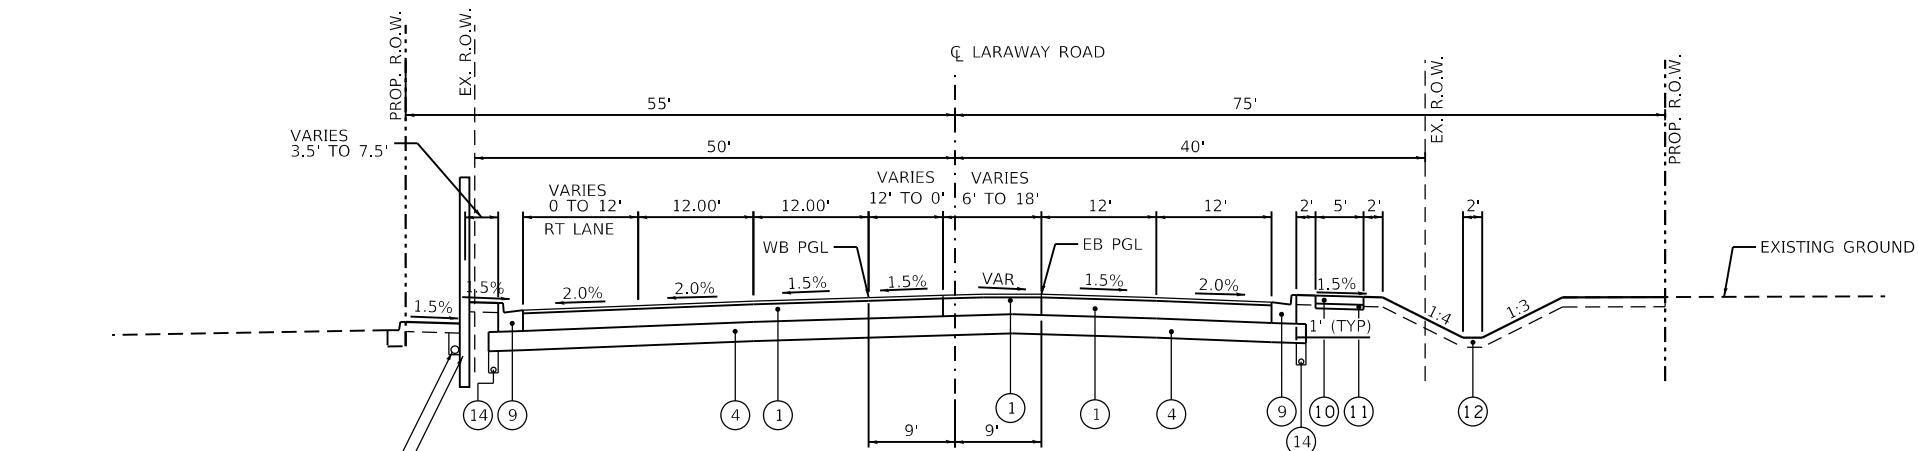 PROP. R.O.W.
EX. R.O.W.
℄ LARAWAY ROAD
EX. R.O.W.
PROP. R.O.W.
55'
75'
VARIES
3.5' TO 7.5'
50'
40'
VARIES
0 TO 12'
RT LANE
12.00'
12.00'
VARIES
12' TO 0'
VARIES
6' TO 18'
12'
12'
2'
5'
2'
2'
WB PGL
EB PGL
EXISTING GROUND
1.5%
1.5%
2.0%
2.0%
1.5%
1.5%
VAR
1.5%
2.0%
1.5%
1:4
1:3
1' (TYP)
14
9
4
1
1
1
4
9
14
10
11
12
9'
9'